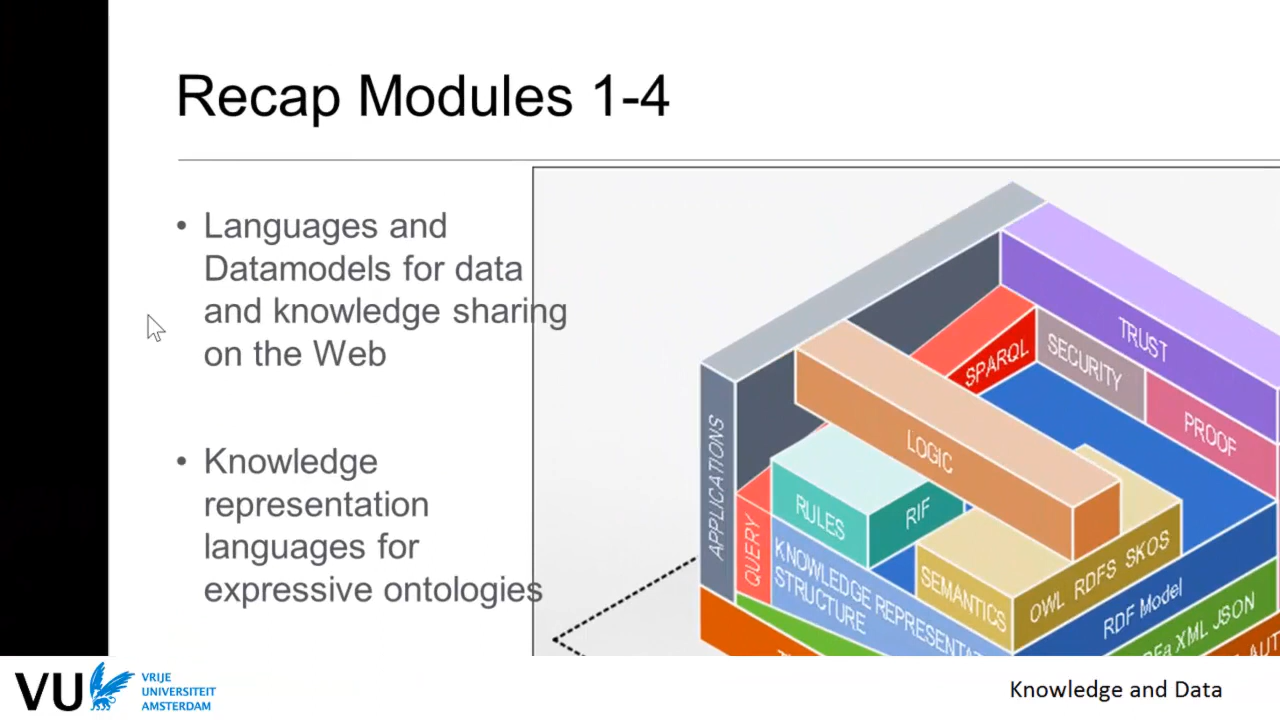 Recap Modules 1-4
• Languages and
Datamodels for data
and knowledge sharing
on the Web
• Knowledge
representation
languages for
expressive ontologies
TRUST
SPARQL
SECURITY
PROOF
LOGIC
APPLICATIONS
RULES
RIF
QUERY
KNOWLEDGE REPRESENTA
STRUCTURE
SEMANTICS
OWL RDFS SKOS
RDF Model
XML JSON
VU
VRIJE
UNIVERSITEIT
AMSTERDAM
Knowledge and Data